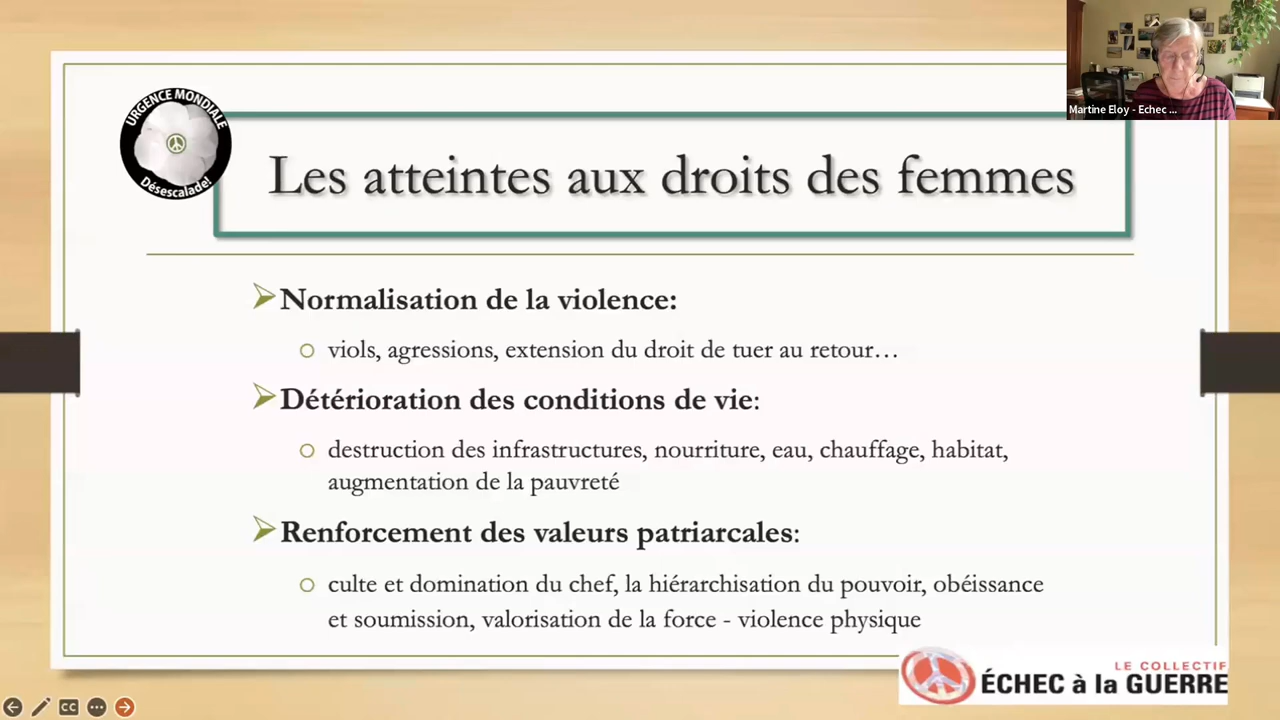 Martine Eloy - Echec ...
URGENCE MONDIALE
Désescalade!
Les atteintes aux droits des femmes
Normalisation de la violence:
viols, agressions, extension du droit de tuer au retour…
Détérioration des conditions de vie:
destruction des infrastructures, nourriture, eau, chauffage, habitat,
augmentation de la pauvreté
Renforcement des valeurs patriarcales:
culte et domination du chef, la hiérarchisation du pouvoir, obéissance
et soumission, valorisation de la force - violence physique
LE COLLECTIF
ÉCHEC à la GUERRE
CC